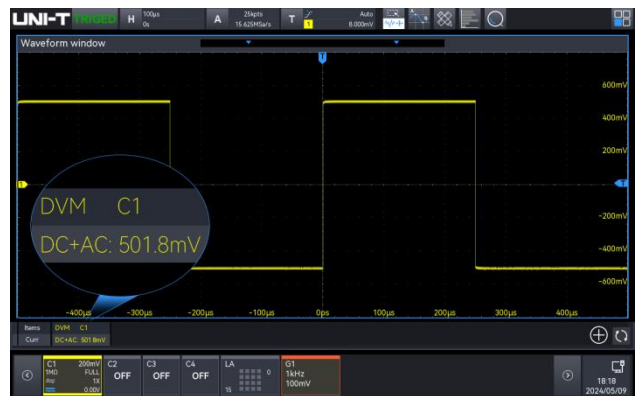 UNI-T TRIGED H 100µs 0s A 25kpts 15.625MSa/s T 1 Auto 8.000mV
Waveform window
T
600mV
400mV
200mV
1 T
-200mV
-400mV
-600mV
DVM C1
DC+AC: 501.8mV
-400µs -300µs -200µs -100µs 0ps 100µs 200µs 300µs 400µs
Items DVM C1
Curr DC+AC: 501.8mV
C1 200mV C2 C3 C4 LA G1
1MΩ FULL OFF OFF OFF 0 1kHz
1X 100mV
0.00V 15
18:18
2024/05/09